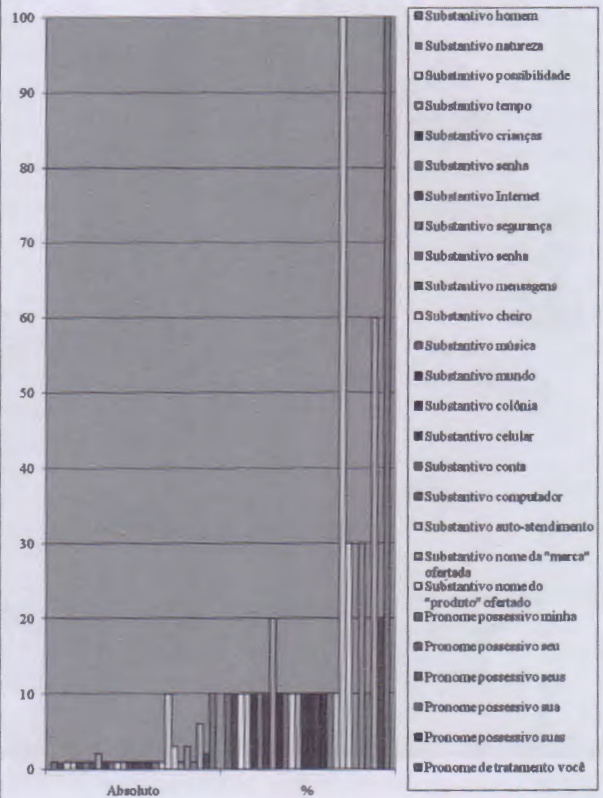 100
90
80
70
60
50
40
30
20
10
0
Absoluto
%
Substantivo homem
Substantivo natureza
Substantivo possibilidade
Substantivo tempo
Substantivo crianças
Substantivo senha
Substantivo Internet
Substantivo segurança
Substantivo senha
Substantivo mensagens
Substantivo cheiro
Substantivo música
Substantivo mundo
Substantivo colônia
Substantivo celular
Substantivo conta
Substantivo computador
Substantivo auto-atendimento
Substantivo nome da "marca"
ofertada
Substantivo nome do
"produto" ofertado
Pronome possessivo minha
Pronome possessivo seu
Pronome possessivo seus
Pronome possessivo sua
Pronome possessivo suas
Pronome de tratamento você